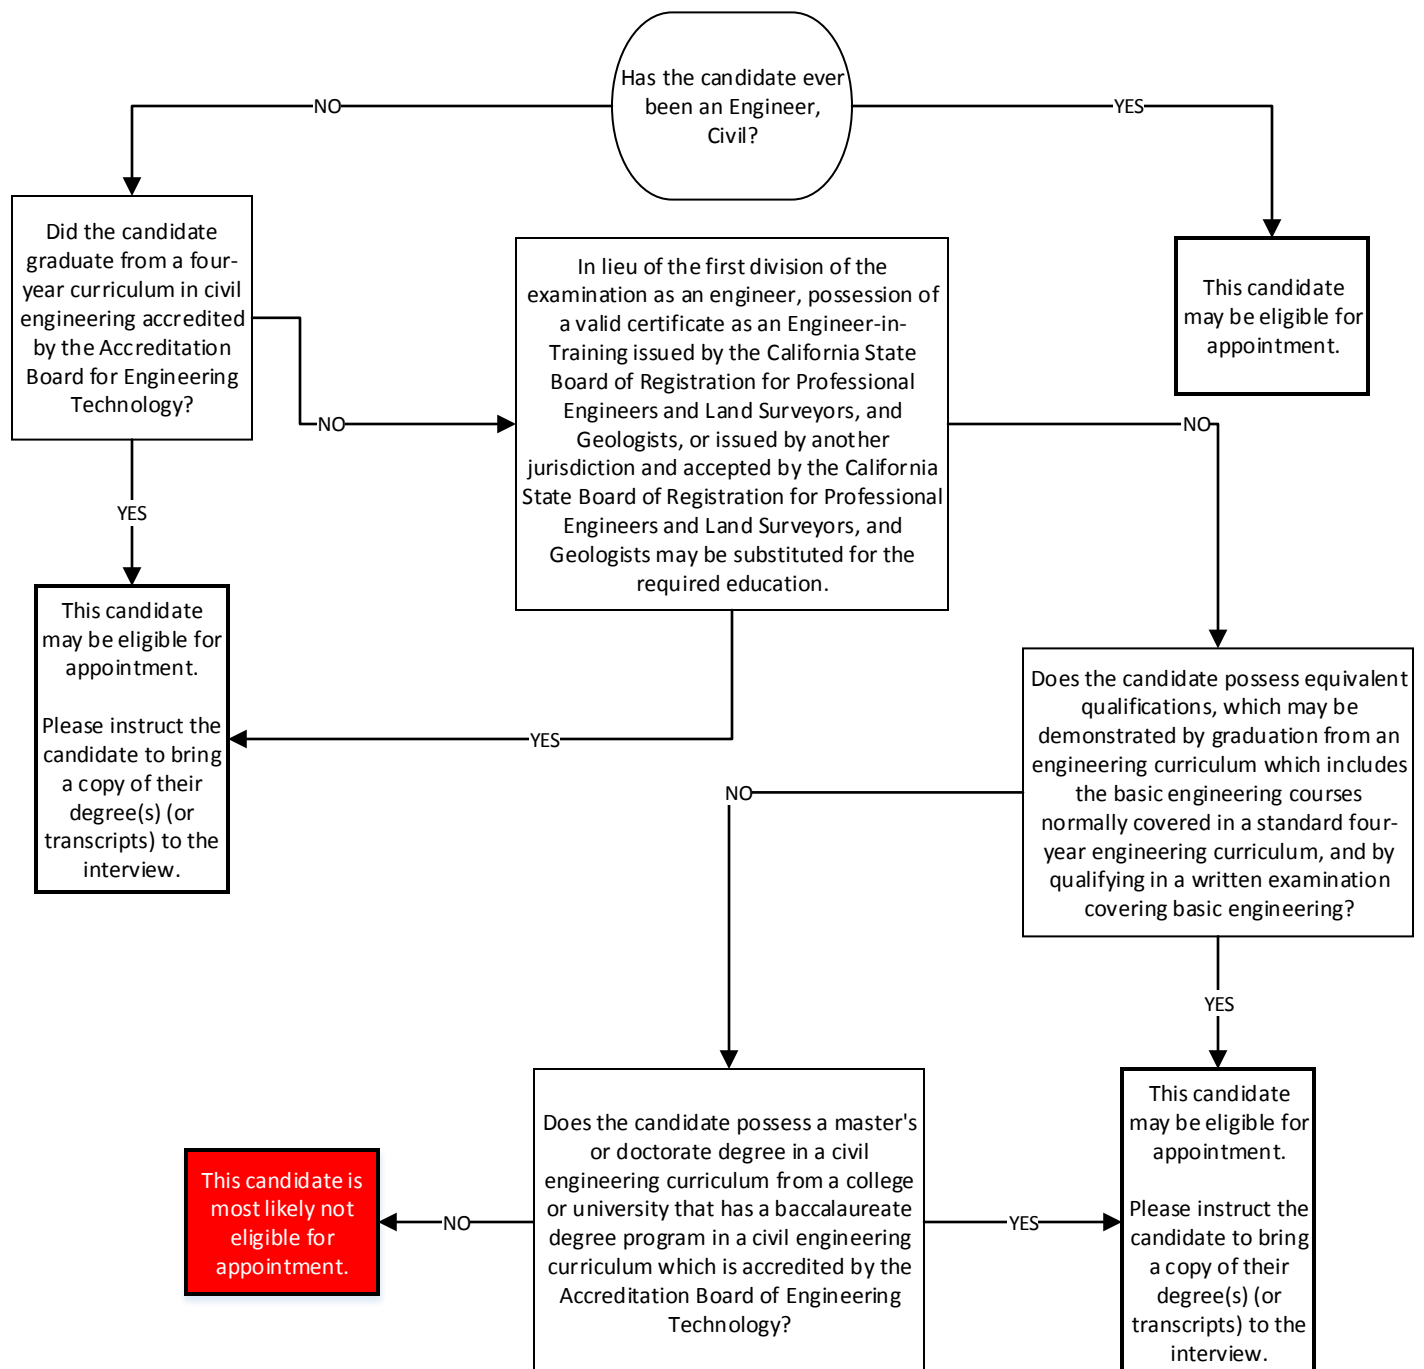 Has the candidate ever
been an Engineer,
Civil?
NO
YES
Did the candidate
graduate from a four-
year curriculum in civil
engineering accredited
by the Accreditation
Board for Engineering
Technology?
NO
YES
In lieu of the first division of the
examination as an engineer, possession of
a valid certificate as an Engineer-in-
Training issued by the California State
Board of Registration for Professional
Engineers and Land Surveyors, and
Geologists, or issued by another
jurisdiction and accepted by the California
State Board of Registration for Professional
Engineers and Land Surveyors, and
Geologists may be substituted for the
required education.
NO
YES
This candidate
may be eligible for
appointment.
This candidate
may be eligible for
appointment.
Please instruct the
candidate to bring
a copy of their
degree(s) (or
transcripts) to the
interview.
Does the candidate possess equivalent
qualifications, which may be
demonstrated by graduation from an
engineering curriculum which includes
the basic engineering courses
normally covered in a standard four-
year engineering curriculum, and by
qualifying in a written examination
covering basic engineering?
NO
YES
Does the candidate possess a master's
or doctorate degree in a civil
engineering curriculum from a college
or university that has a baccalaureate
degree program in a civil engineering
curriculum which is accredited by the
Accreditation Board of Engineering
Technology?
NO
YES
This candidate is
most likely not
eligible for
appointment.
This candidate
may be eligible for
appointment.
Please instruct the
candidate to bring
a copy of their
degree(s) (or
transcripts) to the
interview.